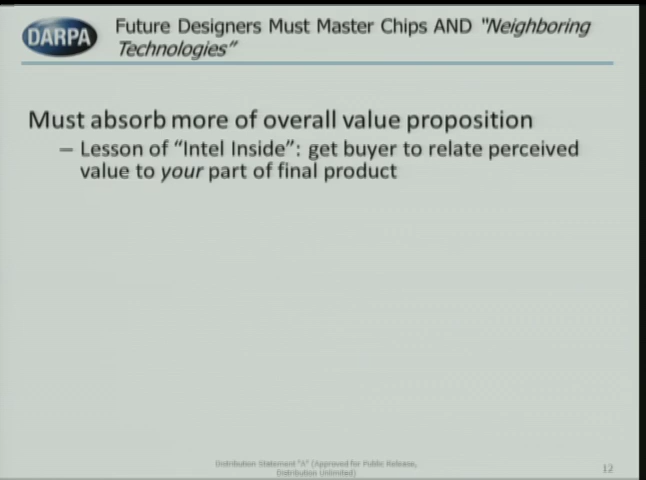 DARPA
Future Designers Must Master Chips AND "Neighboring
Technologies"
Must absorb more of overall value proposition
– Lesson of "Intel Inside": get buyer to relate perceived
value to your part of final product
Distribution Statement "A" (Approved for Public Release,
Distribution Unlimited)
12